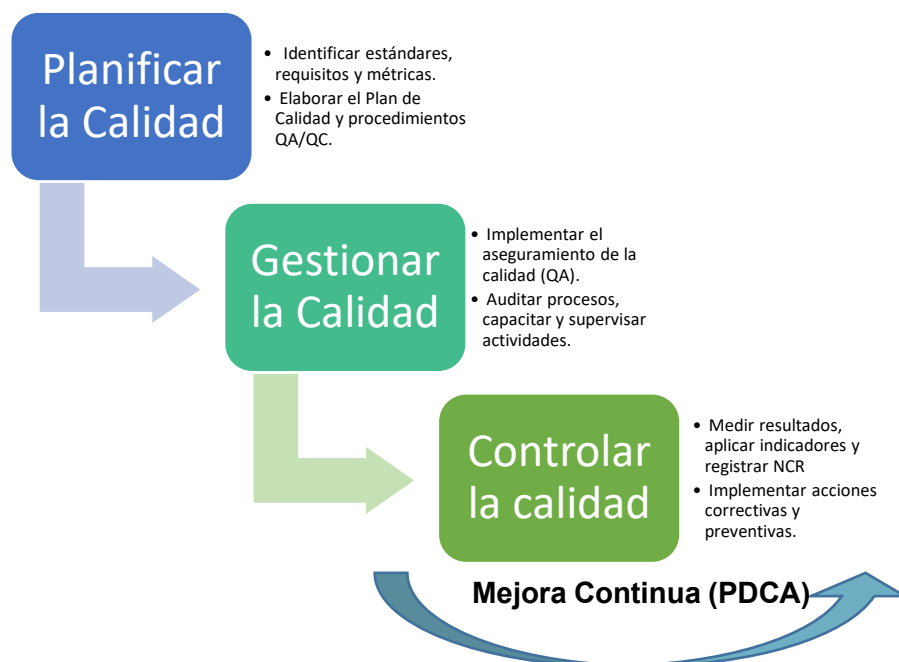 Planificar
la Calidad
• Identificar estándares,
requisitos y métricas.
• Elaborar el Plan de
Calidad y procedimientos
QA/QC.
Gestionar
la Calidad
• Implementar el
aseguramiento de la
calidad (QA).
• Auditar procesos,
capacitar y supervisar
actividades.
Controlar
la calidad
• Medir resultados,
aplicar indicadores y
registrar NCR
• Implementar acciones
correctivas y
preventivas.
Mejora Continua (PDCA)